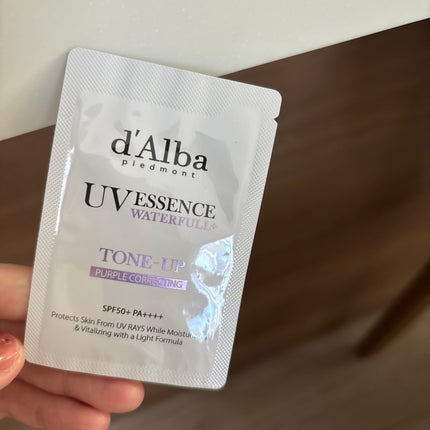 d'Alba
piedmont
UV ESSENCE
WATERFULL+
TONE-UP
PURPLE CORRECTING
SPF50+ PA++++
Protects Skin From UV RAYS While
& Vitalizing with a Light Formula